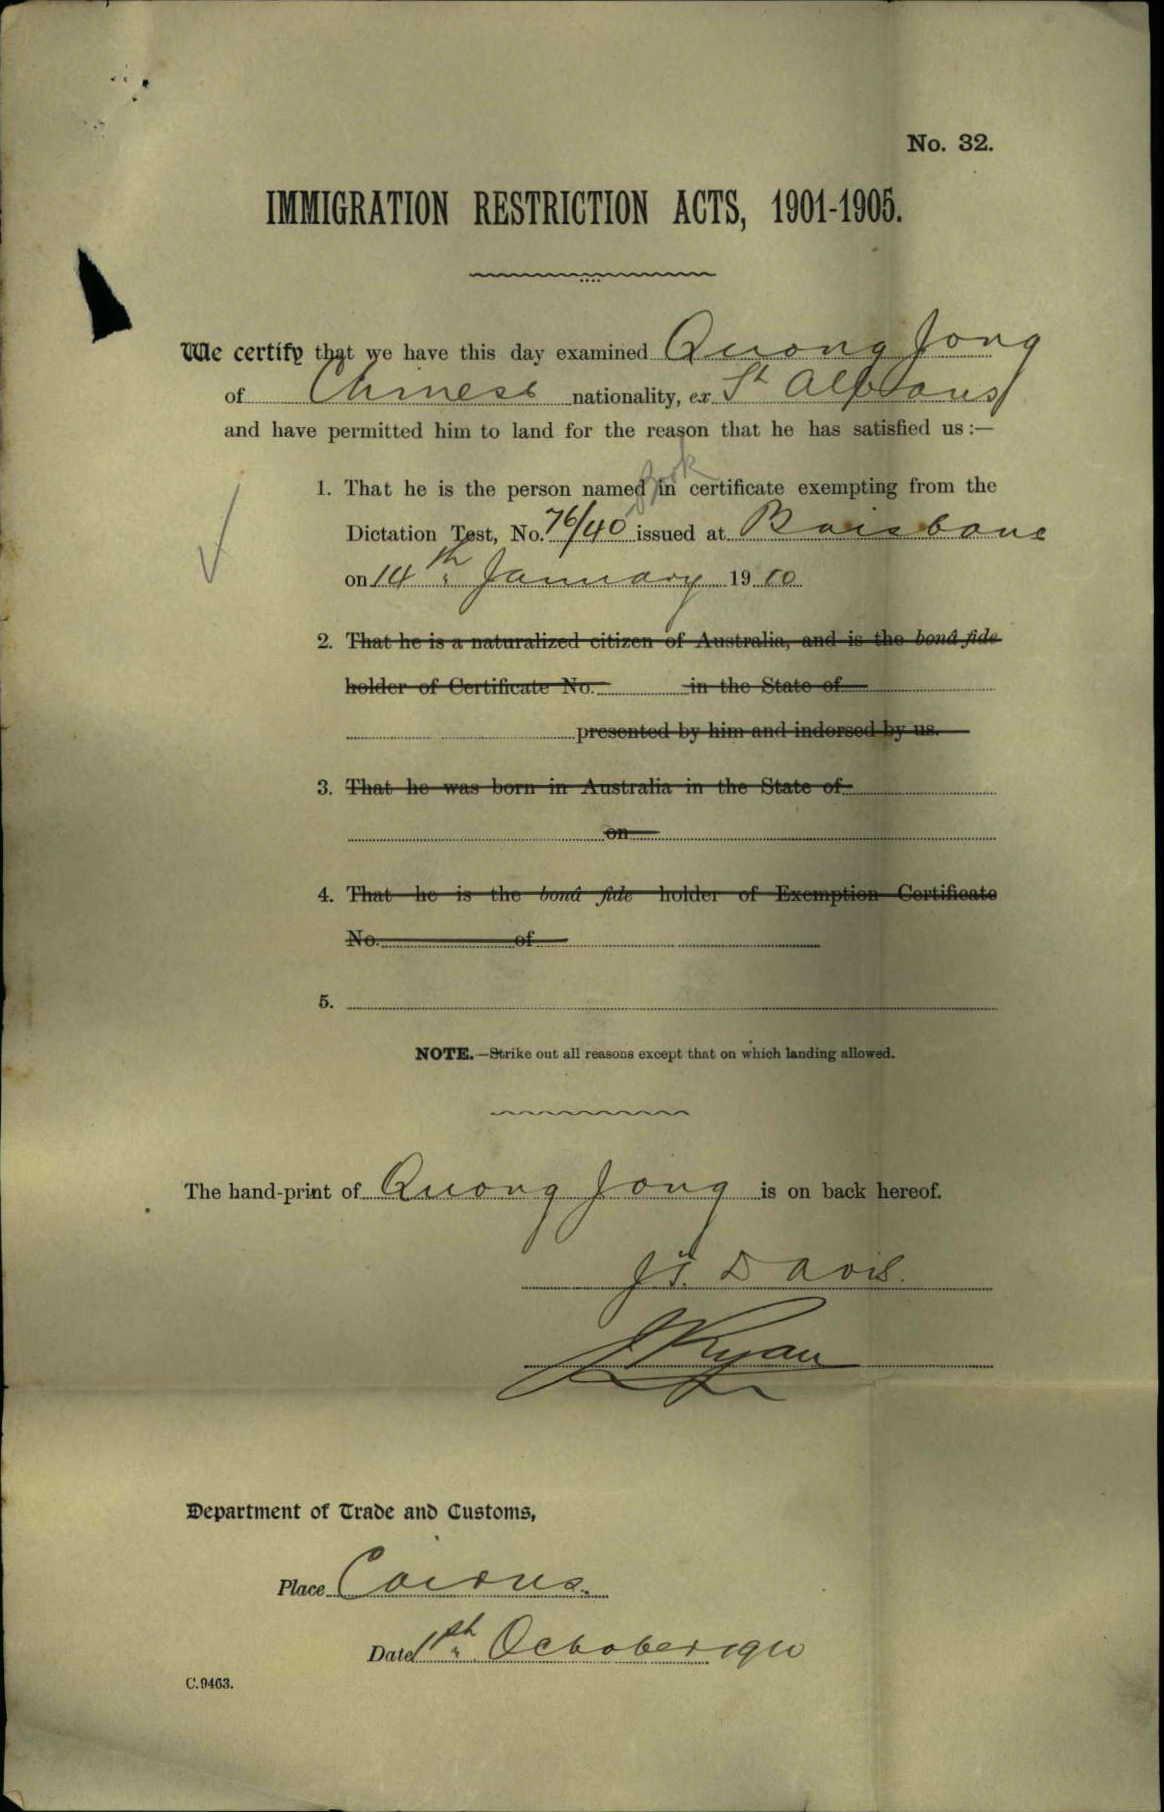 No. 32.
IMMIGRATION RESTRICTION ACTS, 1901-1905.
We certify that we have this day examined Quong Jong
of Chinese nationality, ex St Albans
and have permitted him to land for the reason that he has satisfied us :—
Book
1. That he is the person named in certificate exempting from the
Dictation Test, No. 76/40 issued at Brisbane
on 14th January 1910
2. That he is a naturalized citizen of Australia, and is the bonâ fide
holder of Certificate No. in the State of
presented by him and indorsed by us.
3. That he was born in Australia in the State of
on
4. That he is the bonâ fide holder of Exemption Certificate
No. of
5.
NOTE.—Strike out all reasons except that on which landing allowed.
The hand-print of Quong Jong is on back hereof.
Js. Davis.
J Ryan
Department of Trade and Customs,
Place Cairns.
Date 1st October 1910
C.9463.